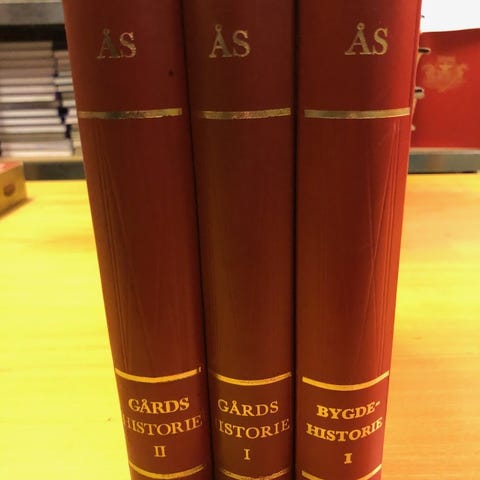 ÅS
GÅRDS
HISTORIE
II
ÅS
GÅRDS
ISTORIE
I
ÅS
BYGDE-
HISTORIE
I